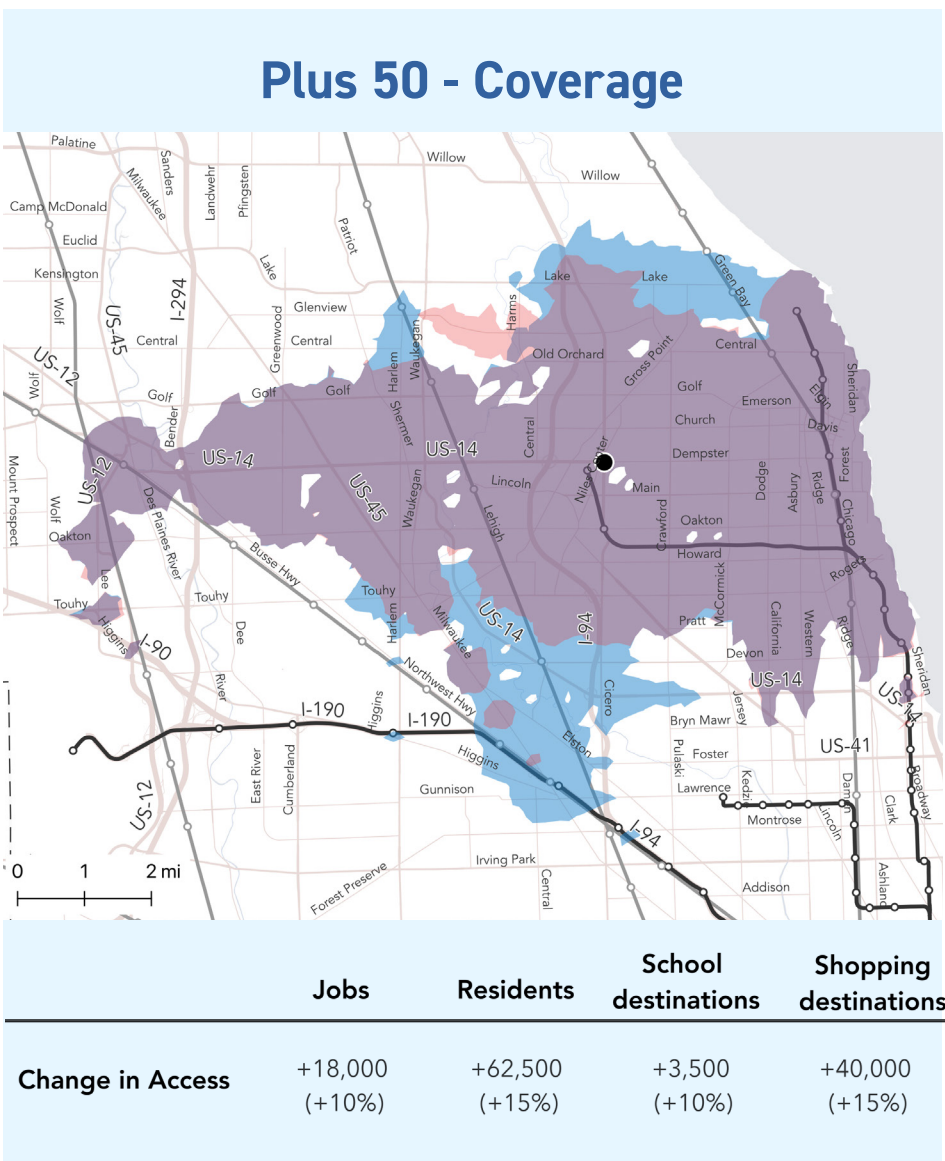 Plus 50 - Coverage
Palatine
Sanders
Milwaukee
Landwehr
Pfingsten
Willow
Willow
Camp McDonald
Euclid
Patriot
Kensington
Lake
Lake
Lake
Green Bay
Wolf
US-45
I-294
Greenwood
Glenview
Harms
Central
Central
Waukegan
Central
US-12
Harlem
Old Orchard
Gross Point
Wolf
Golf
Golf
Golf
Golf
Sheridan
Bender
Shermer
Central
Emerson
Elgin
Church
Davis
US-14
US-14
Dempster
Mount Prospect
US-12
US-45
Waukegan
Lincoln
Niles Center
Main
Dodge
Asbury
Ridge
Forest
Wolf
Des Plaines River
Lehigh
Crawford
Oakton
Chicago
Oakton
Busse Hwy
Howard
Lee
Roger
Touhy
Touhy
Touhy
McCormick
Higgins
Dee
Harlem
Milwaukee
US-14
I-94
Pratt
California
Western
Ridge
I-90
Devon
Sheridan
River
Northwest Hwy
Cicero
US-14
US-14
Higgins
I-190
I-190
Jersey
Bryn Mawr
Elston
US-41
East River
Cumberland
Higgins
Pulaski
Foster
US-12
Gunnison
Lawrence
Kedzie
Damen
Broadway
Montrose
Lincoln
Clark
I-94
0 1 2 mi
Irving Park
Forest Preserve
Central
Addison
Ashland
Jobs
Residents
School
destinations
Shopping
destinations
Change in Access
+18,000
(+10%)
+62,500
(+15%)
+3,500
(+10%)
+40,000
(+15%)